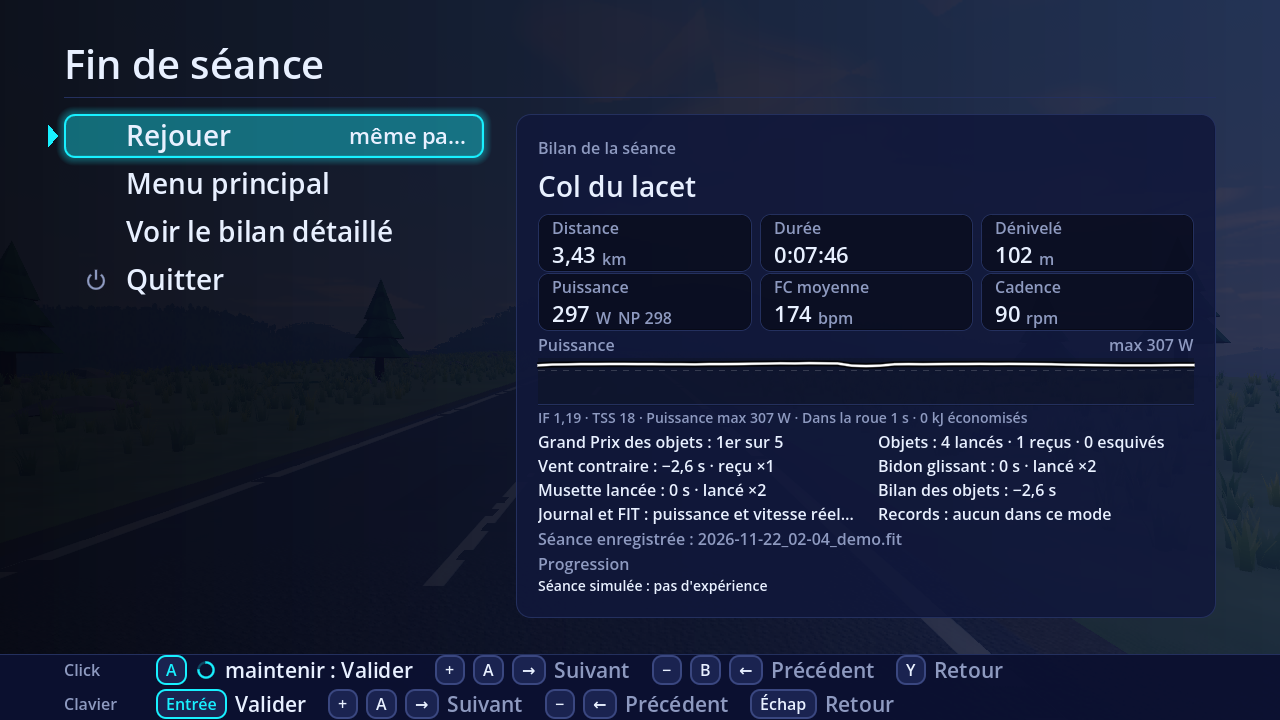 Fin de séance
Rejouer même pa...
Menu principal
Voir le bilan détaillé
Quitter
Bilan de la séance
Col du lacet
Distance
3,43 km
Durée
0:07:46
Dénivelé
102 m
Puissance
297 W NP 298
FC moyenne
174 bpm
Cadence
90 rpm
Puissance max 307 W
IF 1,19 · TSS 18 · Puissance max 307 W · Dans la roue 1 s · 0 kJ économisés
Grand Prix des objets : 1er sur 5
Objets : 4 lancés · 1 reçus · 0 esquivés
Vent contraire : −2,6 s · reçu ×1
Bidon glissant : 0 s · lancé ×2
Musette lancée : 0 s · lancé ×2
Bilan des objets : −2,6 s
Journal et FIT : puissance et vitesse réel...
Records : aucun dans ce mode
Séance enregistrée : 2026-11-22_02-04_demo.fit
Progression
Séance simulée : pas d'expérience
Click A maintenir : Valider + A → Suivant − B ← Précédent Y Retour
Clavier Entrée Valider + A → Suivant − ← Précédent Échap Retour